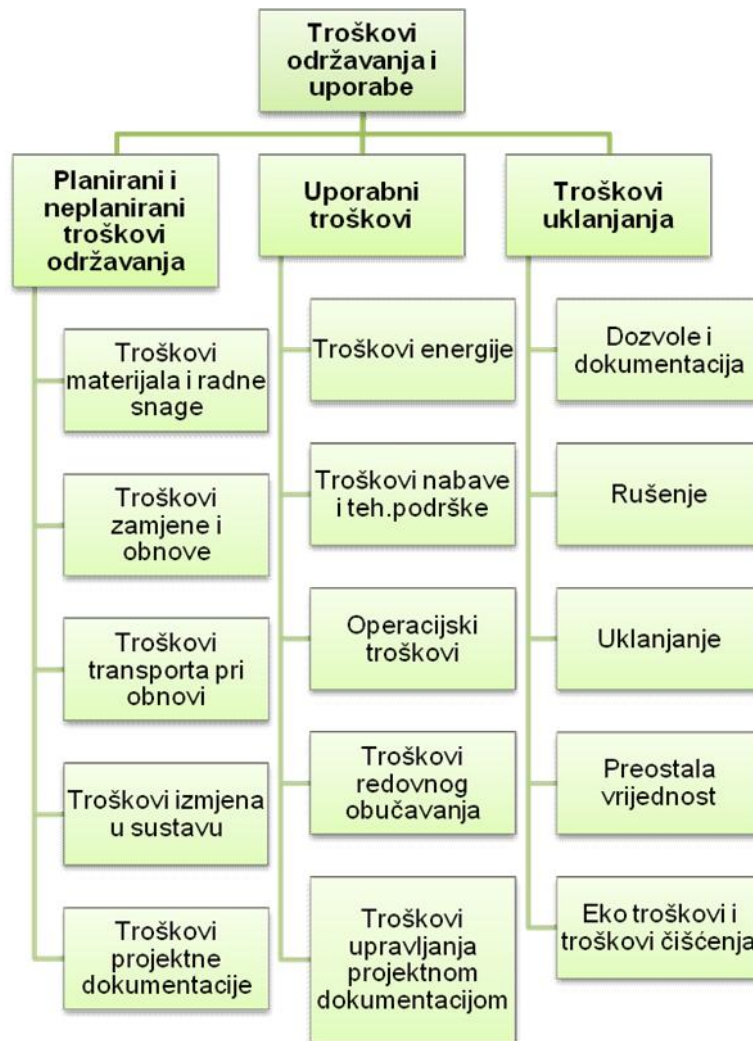 Troškovi
održavanja i
uporabe
Planirani i
neplanirani
troškovi
održavanja
Troškovi
materijala i radne
snage
Troškovi
zamjene i
obnove
Troškovi
transporta pri
obnovi
Troškovi izmjena
u sustavu
Troškovi
projektne
dokumentacije
Uporabni
troškovi
Troškovi energije
Troškovi nabave
i teh.podrške
Operacijski
troškovi
Troškovi
redovnog
obučavanja
Troškovi
upravljanja
projektnom
dokumentacijom
Troškovi
uklanjanja
Dozvole i
dokumentacija
Rušenje
Uklanjanje
Preostala
vrijednost
Eko troškovi i
troškovi čišćenja